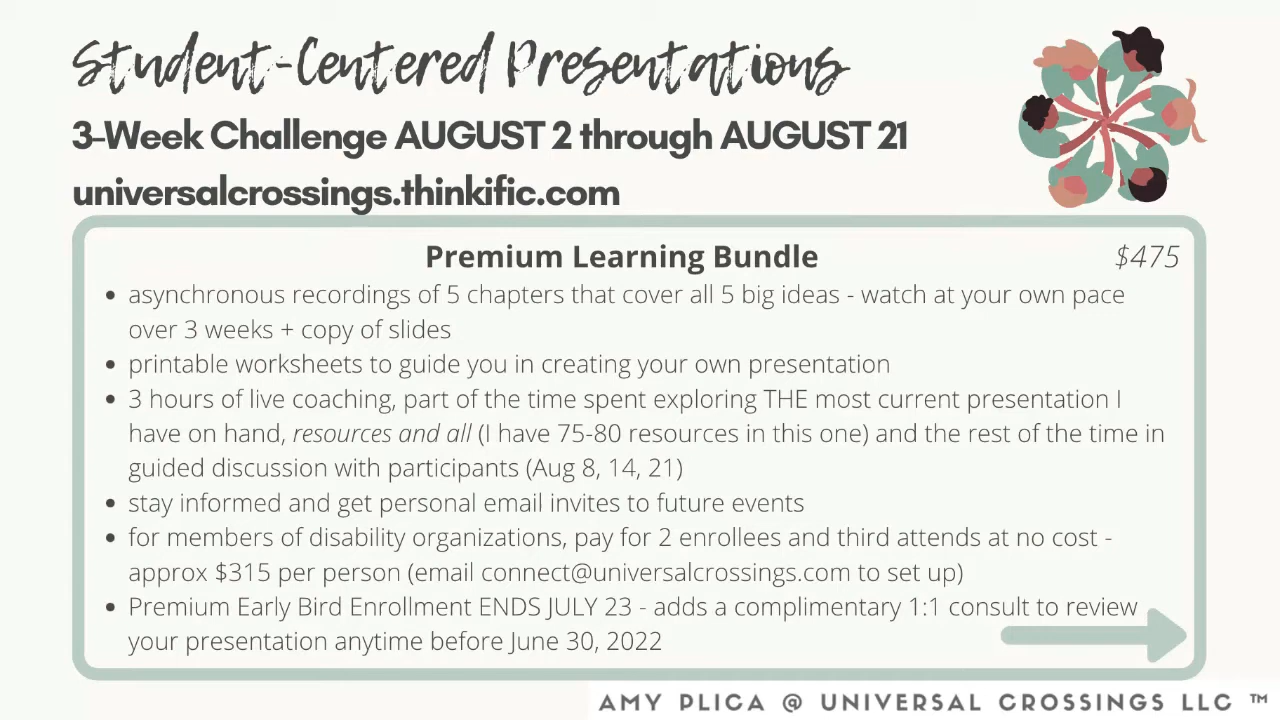 Student-Centered Presentations
3-Week Challenge AUGUST 2 through AUGUST 21
universalcrossings.thinkific.com
Premium Learning Bundle $475
• asynchronous recordings of 5 chapters that cover all 5 big ideas - watch at your own pace
over 3 weeks + copy of slides
• printable worksheets to guide you in creating your own presentation
• 3 hours of live coaching, part of the time spent exploring THE most current presentation I
have on hand, resources and all (I have 75-80 resources in this one) and the rest of the time in
guided discussion with participants (Aug 8, 14, 21)
• stay informed and get personal email invites to future events
• for members of disability organizations, pay for 2 enrollees and third attends at no cost -
approx $315 per person (email connect@universalcrossings.com to set up)
• Premium Early Bird Enrollment ENDS JULY 23 - adds a complimentary 1:1 consult to review
your presentation anytime before June 30, 2022
AMY PLICA @ UNIVERSAL CROSSINGS LLC ™